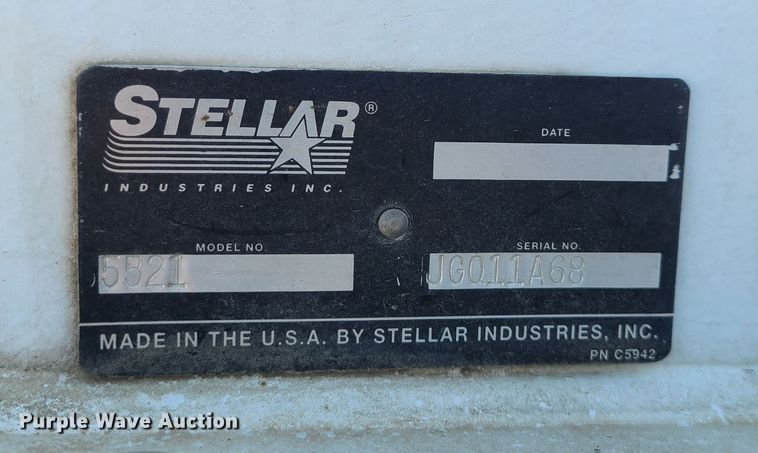 STELLAR®
INDUSTRIES INC.
DATE
MODEL NO.
5521
SERIAL NO.
JG011A68
MADE IN THE U.S.A. BY STELLAR INDUSTRIES, INC.
PN C5942
Purple Wave Auction